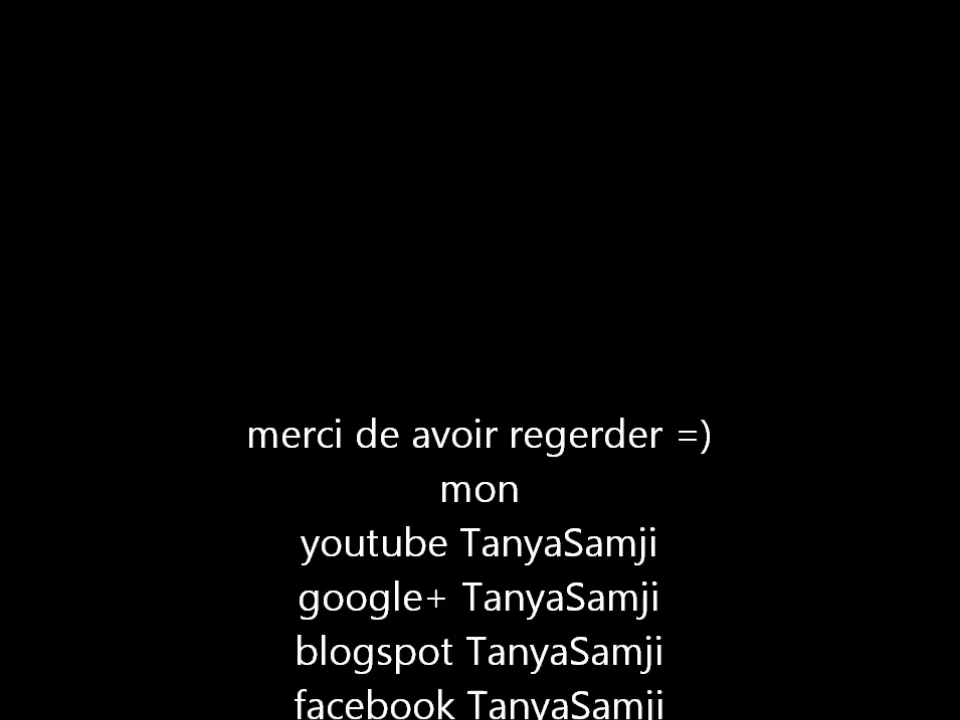 merci de avoir regerder =)
mon
youtube TanyaSamji
google+ TanyaSamji
blogspot TanyaSamji
facebook TanyaSamji